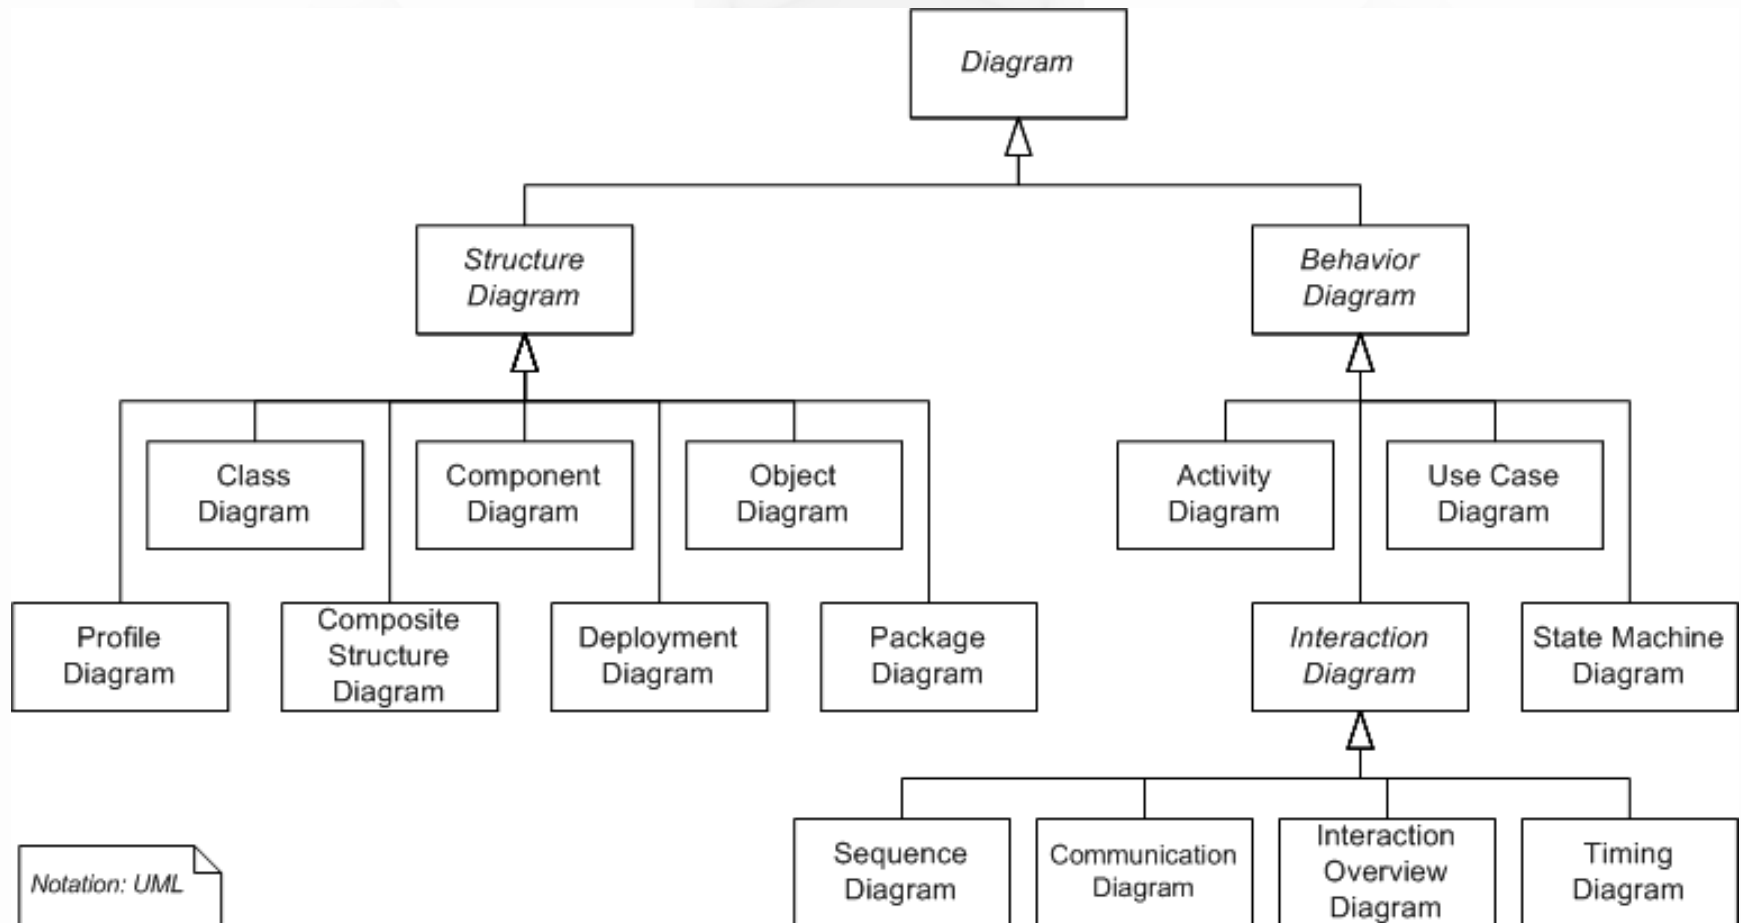 Diagram
Structure
Diagram
Behavior
Diagram
Class
Diagram
Component
Diagram
Object
Diagram
Activity
Diagram
Use Case
Diagram
Profile
Diagram
Composite
Structure
Diagram
Deployment
Diagram
Package
Diagram
Interaction
Diagram
State Machine
Diagram
Sequence
Diagram
Communication
Diagram
Interaction
Overview
Diagram
Timing
Diagram
Notation: UML